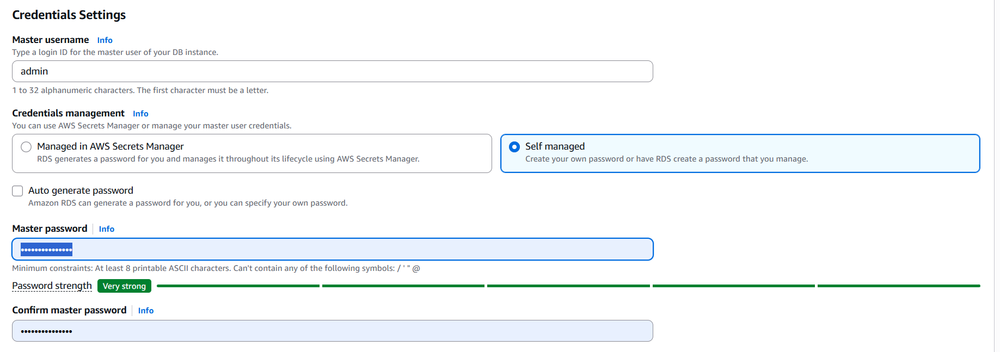 Credentials Settings
Master username Info
Type a login ID for the master user of your DB instance.
admin
1 to 32 alphanumeric characters. The first character must be a letter.
Credentials management Info
You can use AWS Secrets Manager or manage your master user credentials.
Managed in AWS Secrets Manager
RDS generates a password for you and manages it throughout its lifecycle using AWS Secrets Manager.
Self managed
Create your own password or have RDS create a password that you manage.
Auto generate password
Amazon RDS can generate a password for you, or you can specify your own password.
Master password Info
•••••••••••••••
Minimum constraints: At least 8 printable ASCII characters. Can't contain any of the following symbols: / ' " @
Password strength Very strong
Confirm master password Info
•••••••••••••••